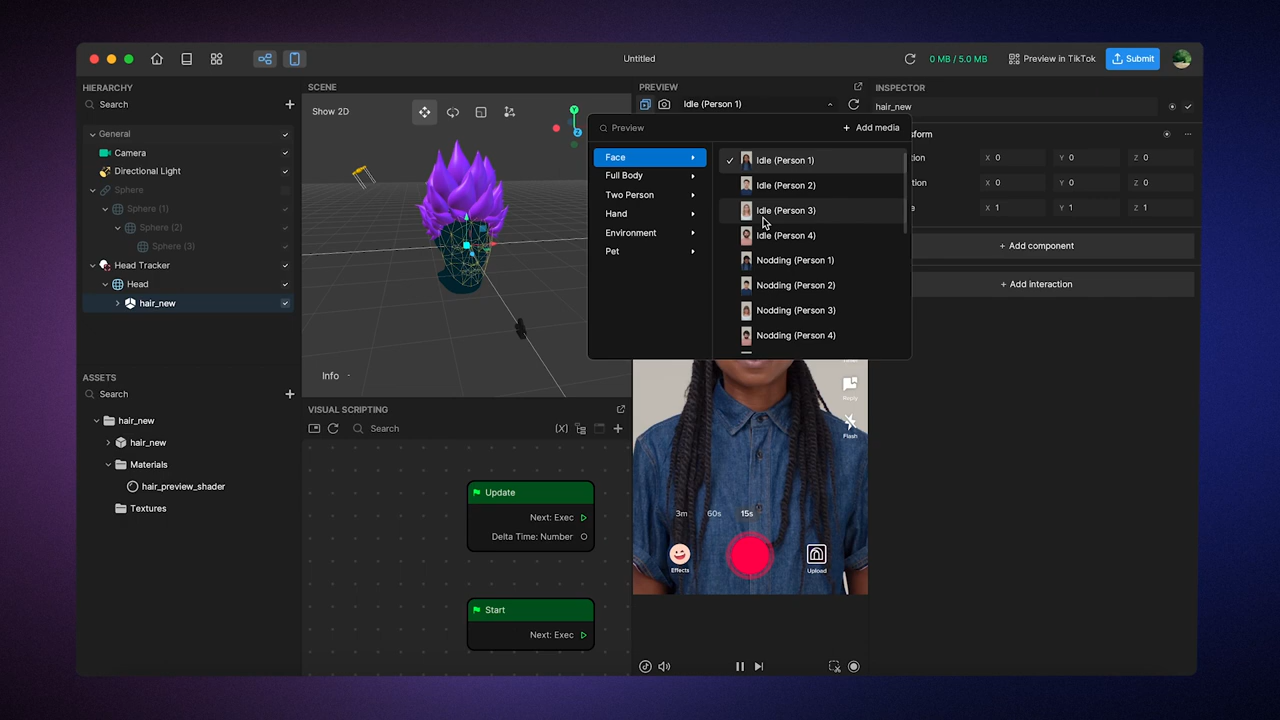 Untitled
0 MB / 5.0 MB
Preview in TikTok
Submit
HIERARCHY
Search
General
Camera
Directional Light
Sphere
Sphere (1)
Sphere (2)
Sphere (3)
Head Tracker
Head
hair_new
ASSETS
Search
hair_new
hair_new
Materials
hair_preview_shader
Textures
SCENE
Show 2D
Y
Z
Info
VISUAL SCRIPTING
Search
{X}
Update
Next: Exec
Delta Time: Number
Start
Next: Exec
PREVIEW
Idle (Person 1)
Preview
Add media
Face
Full Body
Two Person
Hand
Environment
Pet
Idle (Person 1)
Idle (Person 2)
Idle (Person 3)
Idle (Person 4)
Nodding (Person 1)
Nodding (Person 2)
Nodding (Person 3)
Nodding (Person 4)
Reply
Flash
3m 60s 15s
Effects
Upload
INSPECTOR
hair_new
sform
tion X 0 Y 0 Z 0
tion X 0 Y 0 Z 0
e X 1 Y 1 Z 1
+ Add component
+ Add interaction